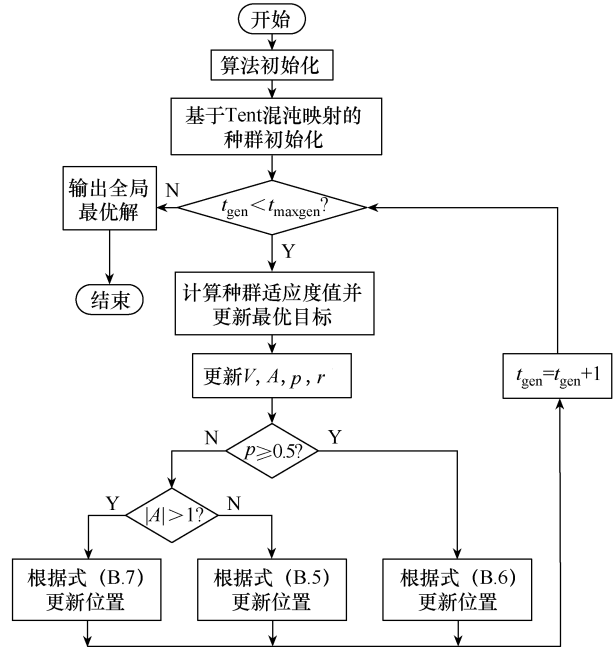 开始
算法初始化
基于Tent混沌映射的
种群初始化
输出全局
最优解
N
t_gen＜t_maxgen?
Y
结束
计算种群适应度值并
更新最优目标
更新V, A, p, r
t_gen=t_gen+1
N
p≥0.5?
Y
Y
|A|＞1?
N
根据式（B.7）
更新位置
根据式（B.5）
更新位置
根据式（B.6）
更新位置